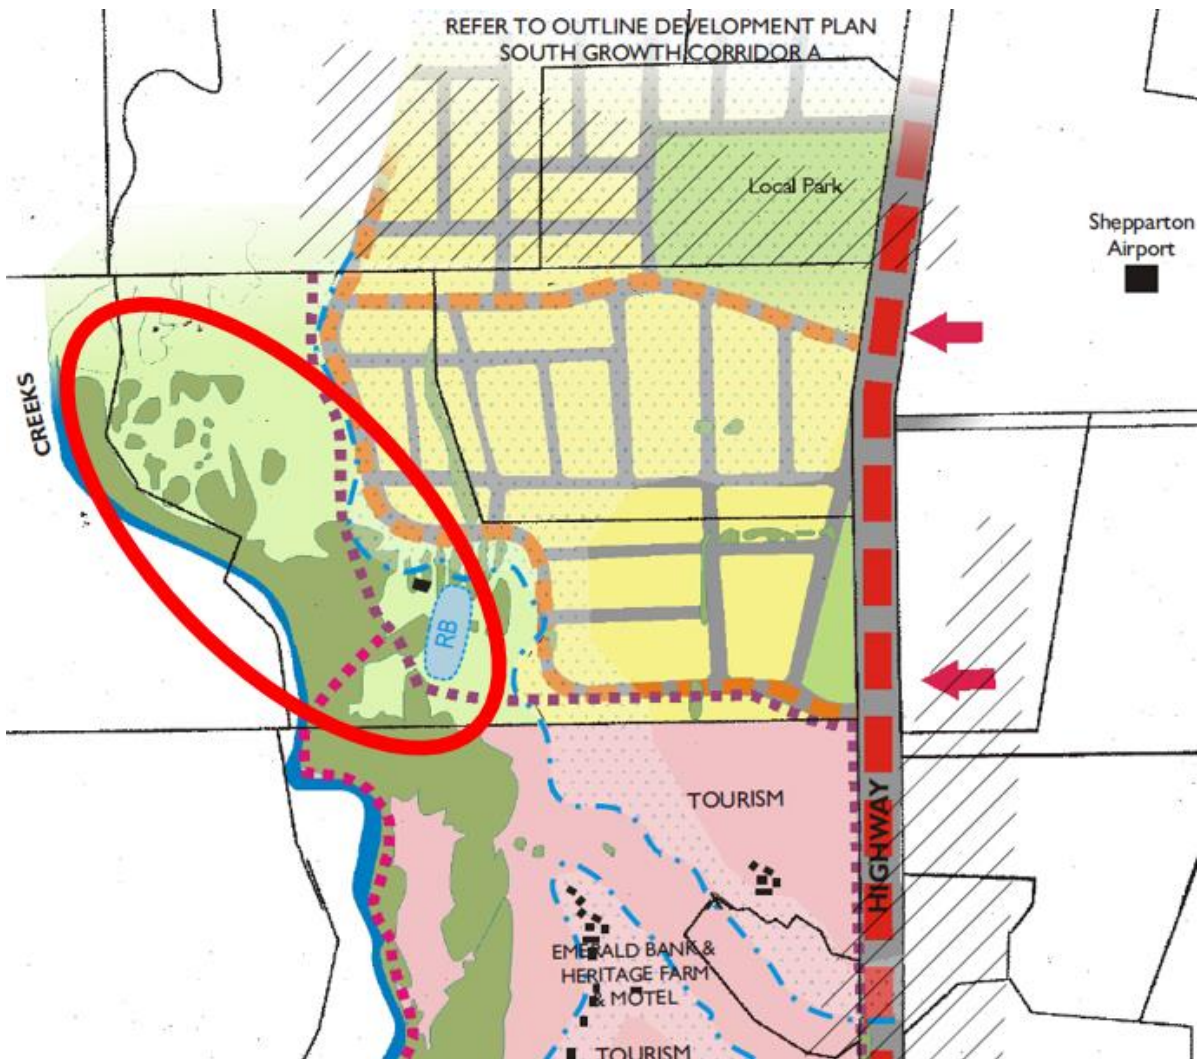 REFER TO OUTLINE DEVELOPMENT PLAN
SOUTH GROWTH CORRIDOR A
Local Park
Shepparton
Airport
CREEKS
RB
TOURISM
HIGHWAY
EMERALD BANK &
HERITAGE FARM
& MOTEL
TOURISM